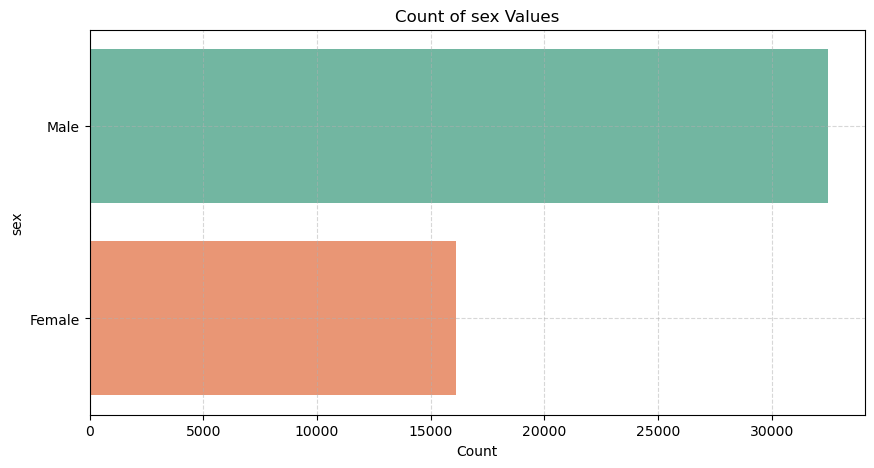 Count of sex Values
Male
sex
Female
0 5000 10000 15000 20000 25000 30000
Count